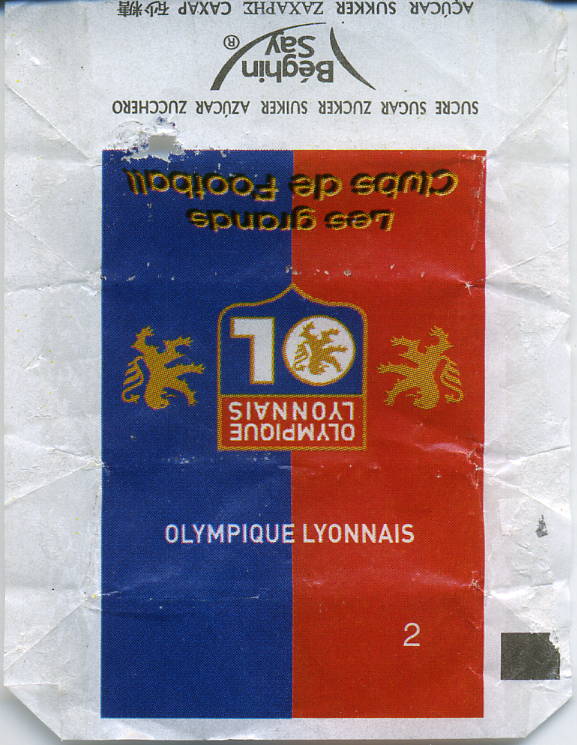 AÇÚCAR SUKKER ΖΑΧΑΡΗΣ CAXAP 砂糖
Béghin
Say®
SUCRE SUGAR ZUCKER SUIKER AZÚCAR ZUCCHERO
Les grands
Clubs de Football
OLYMPIQUE
LYONNAIS
OL
OLYMPIQUE LYONNAIS
2